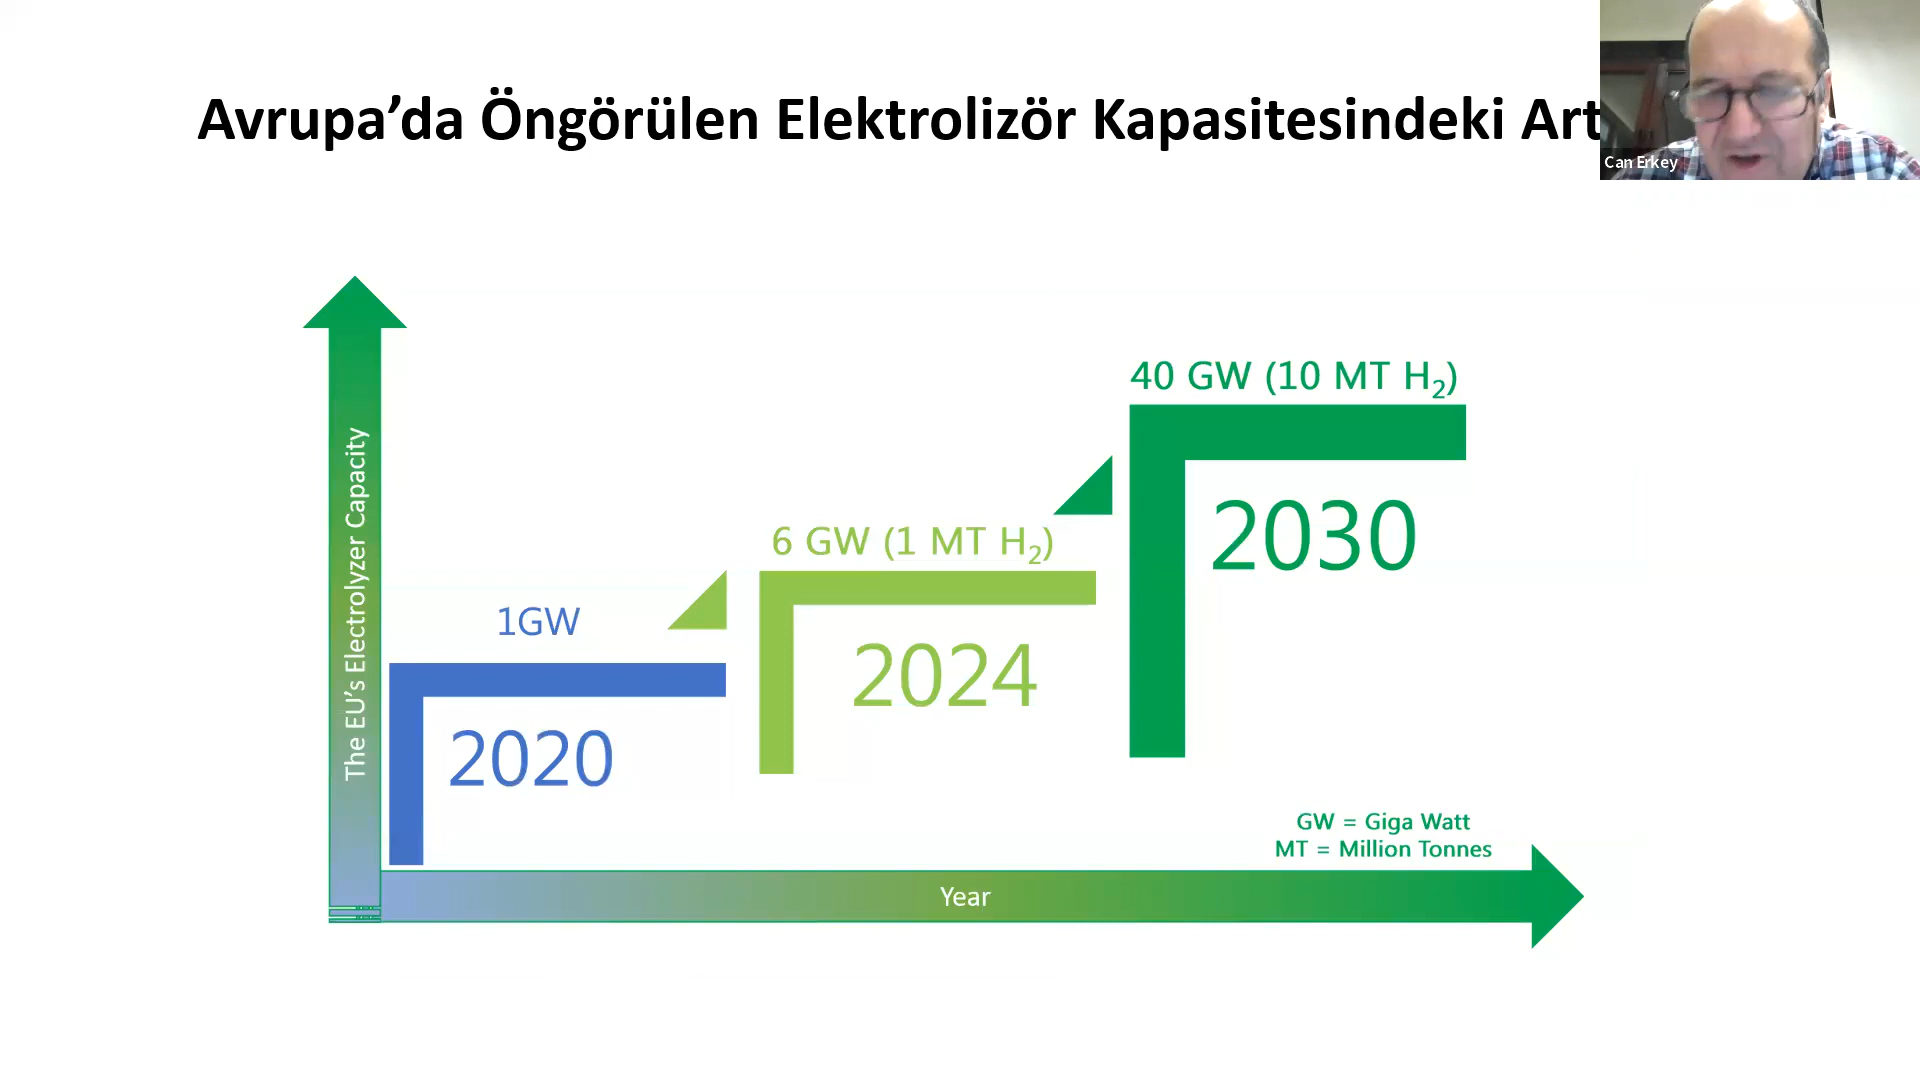 Avrupa’da Öngörülen Elektrolizör Kapasitesindeki Art
Can Erkey
The EU’s Electrolyzer Capacity
40 GW (10 MT H₂)
2030
6 GW (1 MT H₂)
2024
1GW
2020
GW = Giga Watt
MT = Million Tonnes
Year